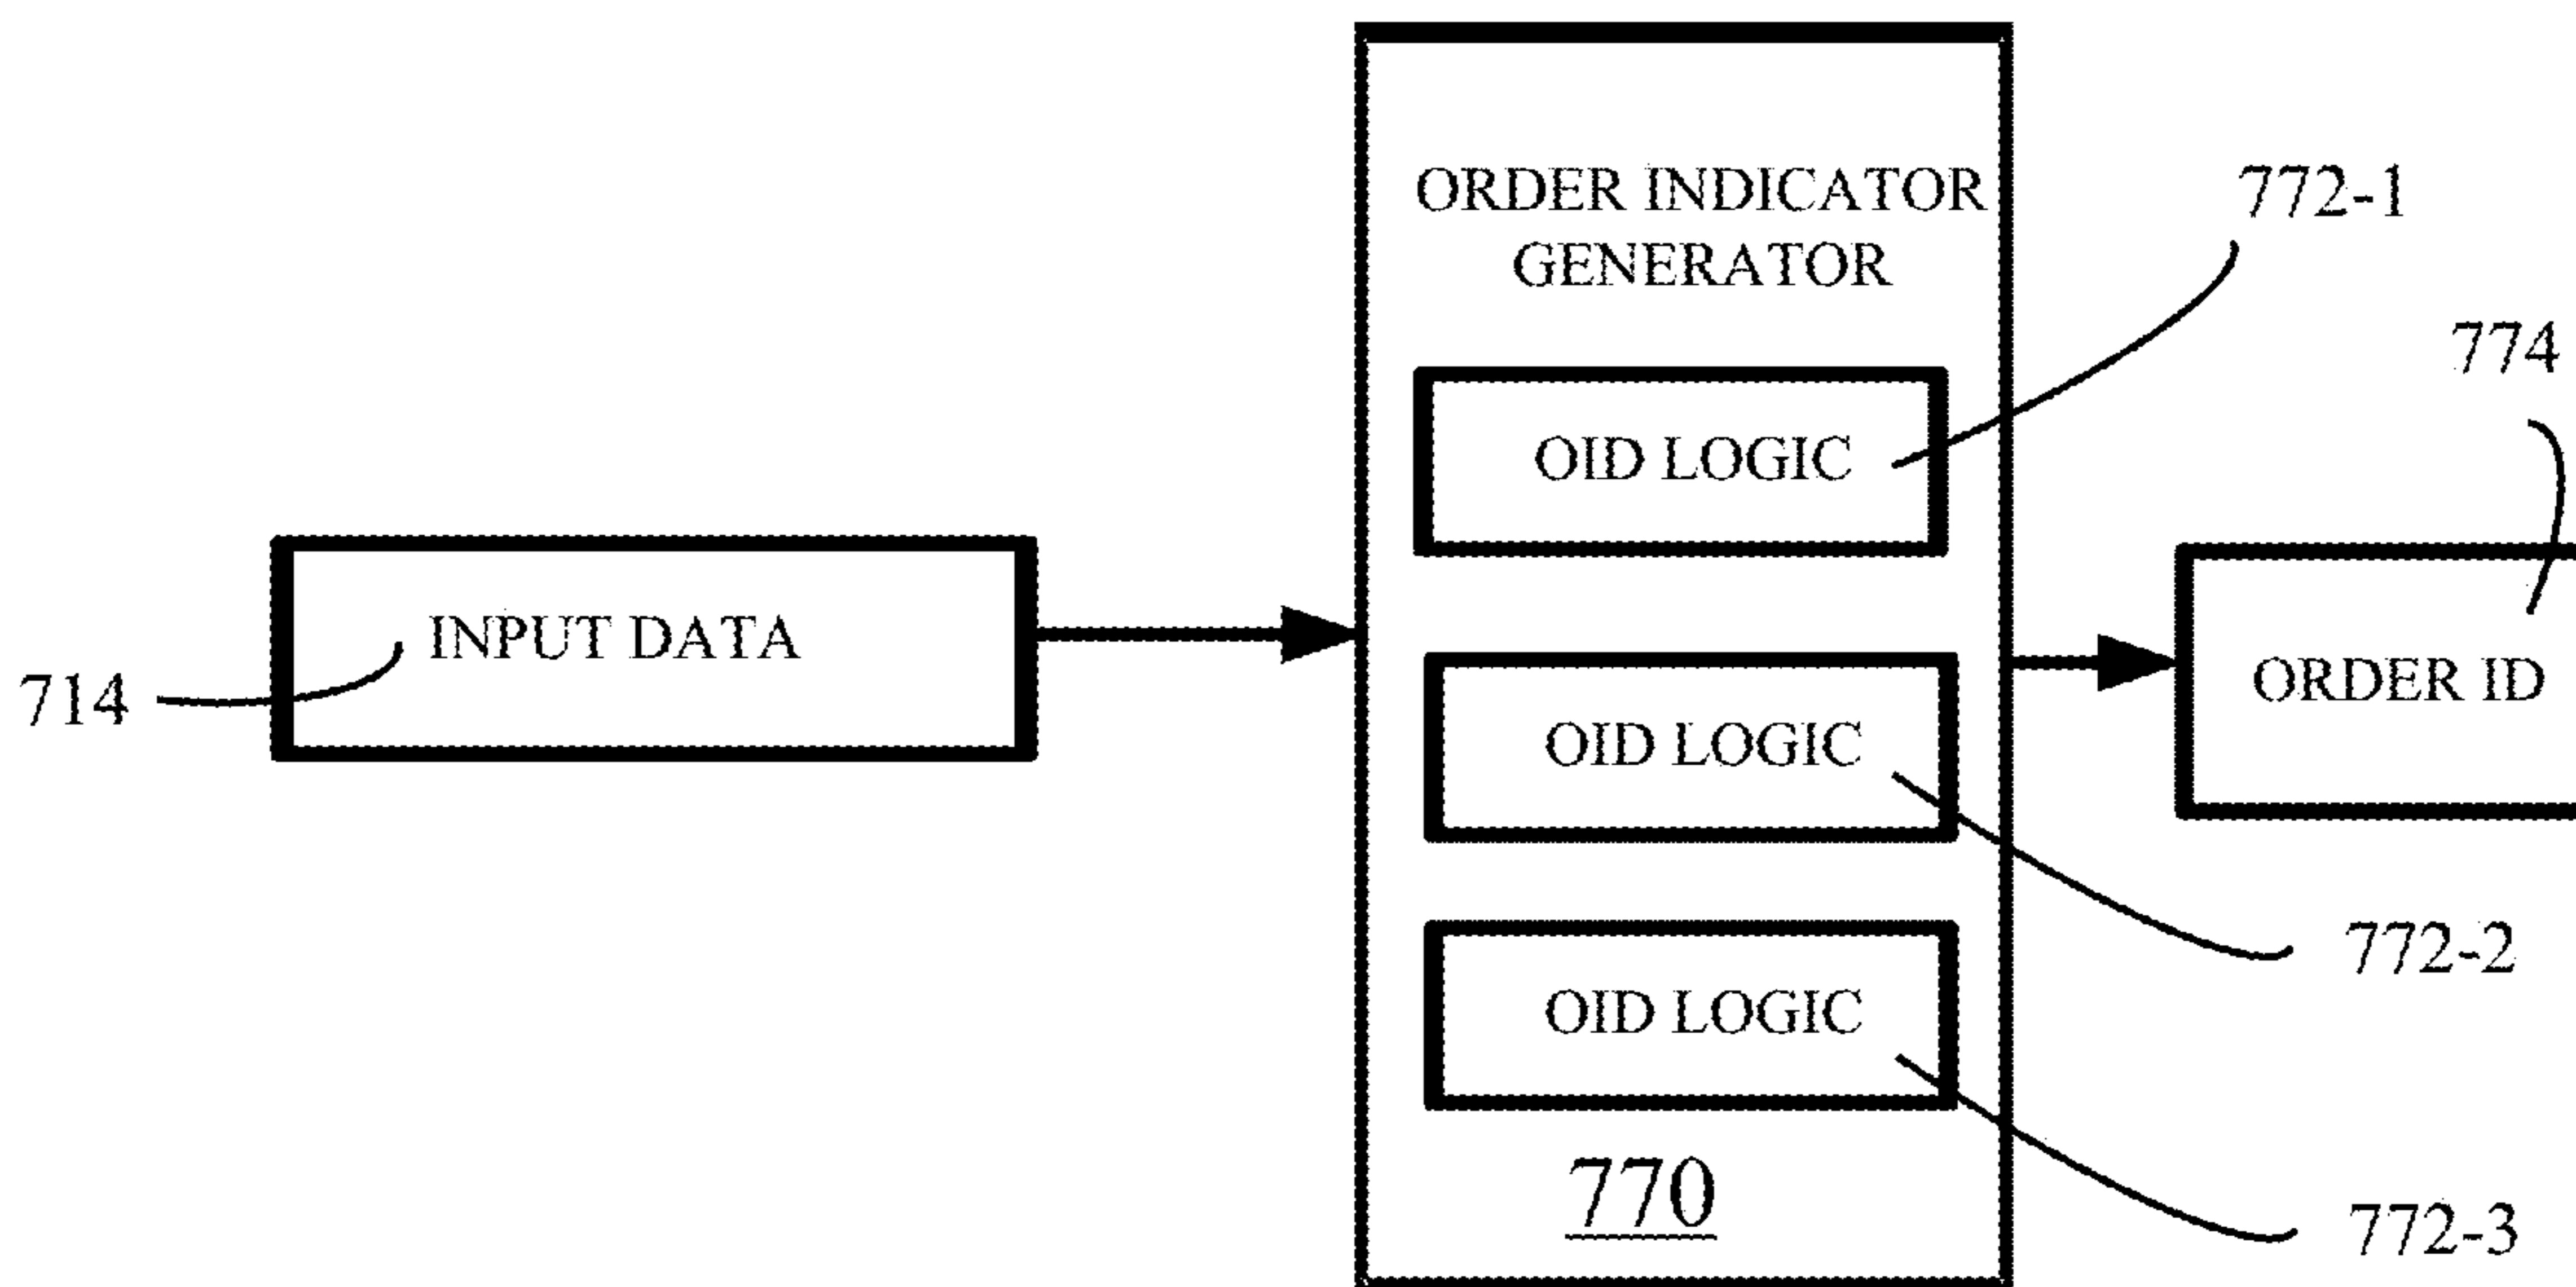 ORDER INDICATOR
GENERATOR
772-1
774
OID LOGIC
INPUT DATA
714
ORDER ID
OID LOGIC
772-2
OID LOGIC
770
772-3